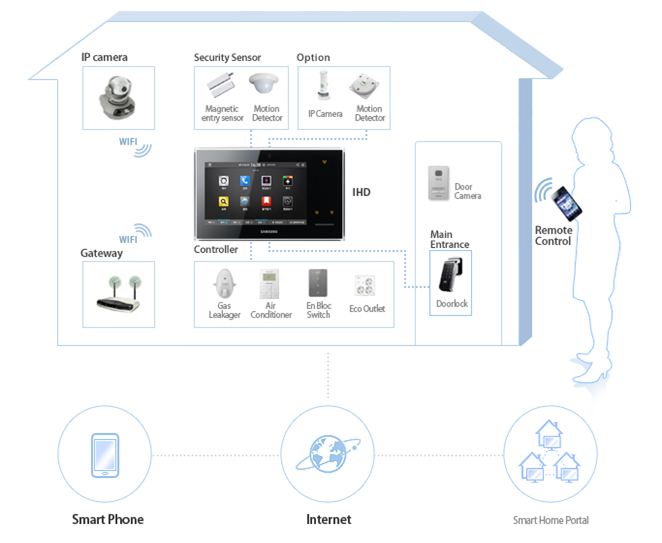 IP camera
Security Sensor
Option
Magnetic
entry sensor
Motion
Detector
IP Camera
Motion
Detector
WIFI
IHD
SAMSUNG
Door
Camera
WIFI
Gateway
Controller
Main
Entrance
Remote
Control
Gas
Leakager
Air
Conditioner
En Bloc
Switch
Eco Outlet
Doorlock
Smart Phone
Internet
Smart Home Portal